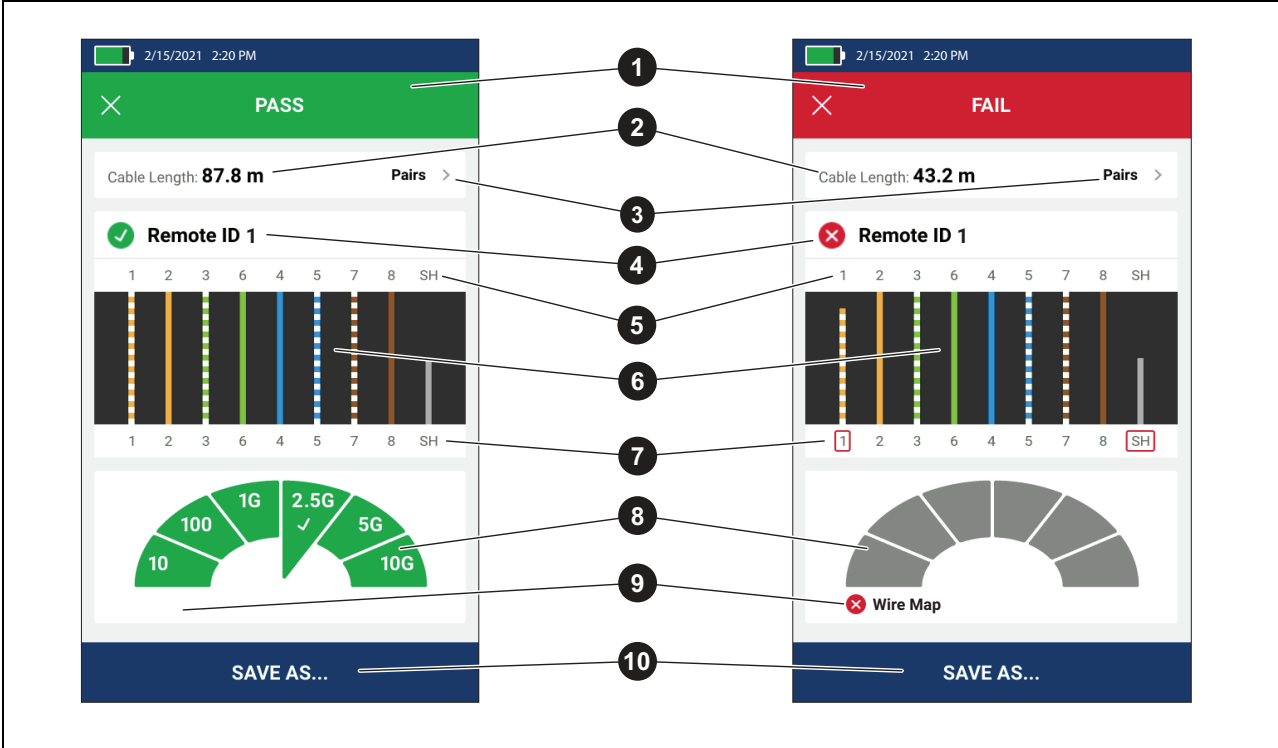 2/15/2021 2:20 PM
PASS
Cable Length: 87.8 m Pairs >
Remote ID 1
1 2 3 6 4 5 7 8 SH
1 2 3 6 4 5 7 8 SH
10 100 1G 2.5G 5G 10G
SAVE AS...
1
2
3
4
5
6
7
8
9
10
2/15/2021 2:20 PM
FAIL
Cable Length: 43.2 m Pairs >
Remote ID 1
1 2 3 6 4 5 7 8 SH
1 2 3 6 4 5 7 8 SH
Wire Map
SAVE AS...